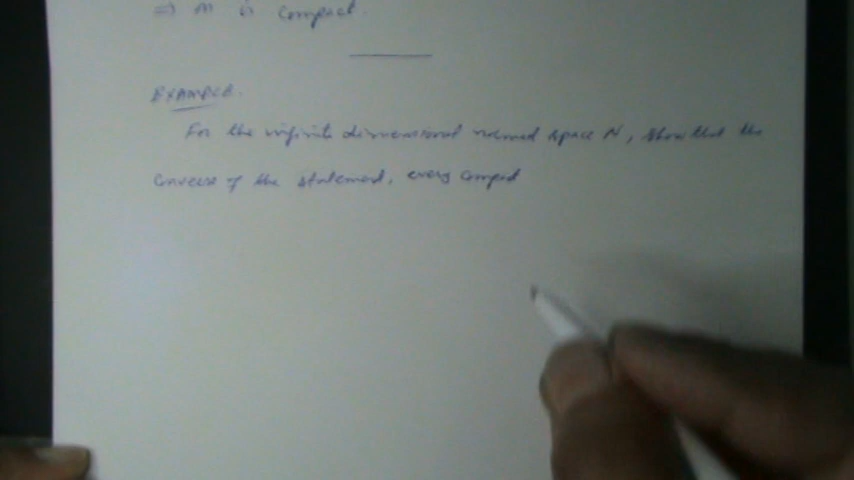 =) M is compact.
EXAMPLE.
For the infinite dimensional normed space N, show that the
converse of the statement, every compact